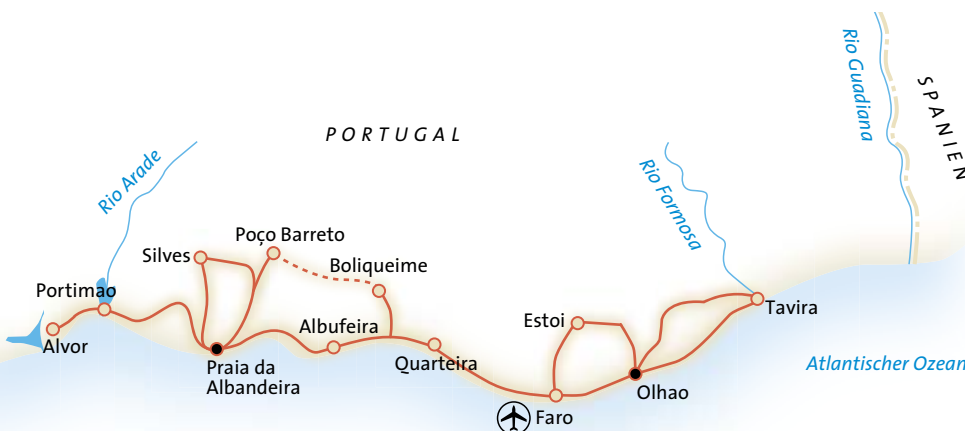 Rio Guadiana
SPANIEN
PORTUGAL
Rio Arade
Rio Formosa
Poço Barreto
Silves
Boliqueime
Portimao
Tavira
Estoi
Albufeira
Alvor
Praia da
Albandeira
Quarteira
Atlantischer Ozean
Olhao
Faro